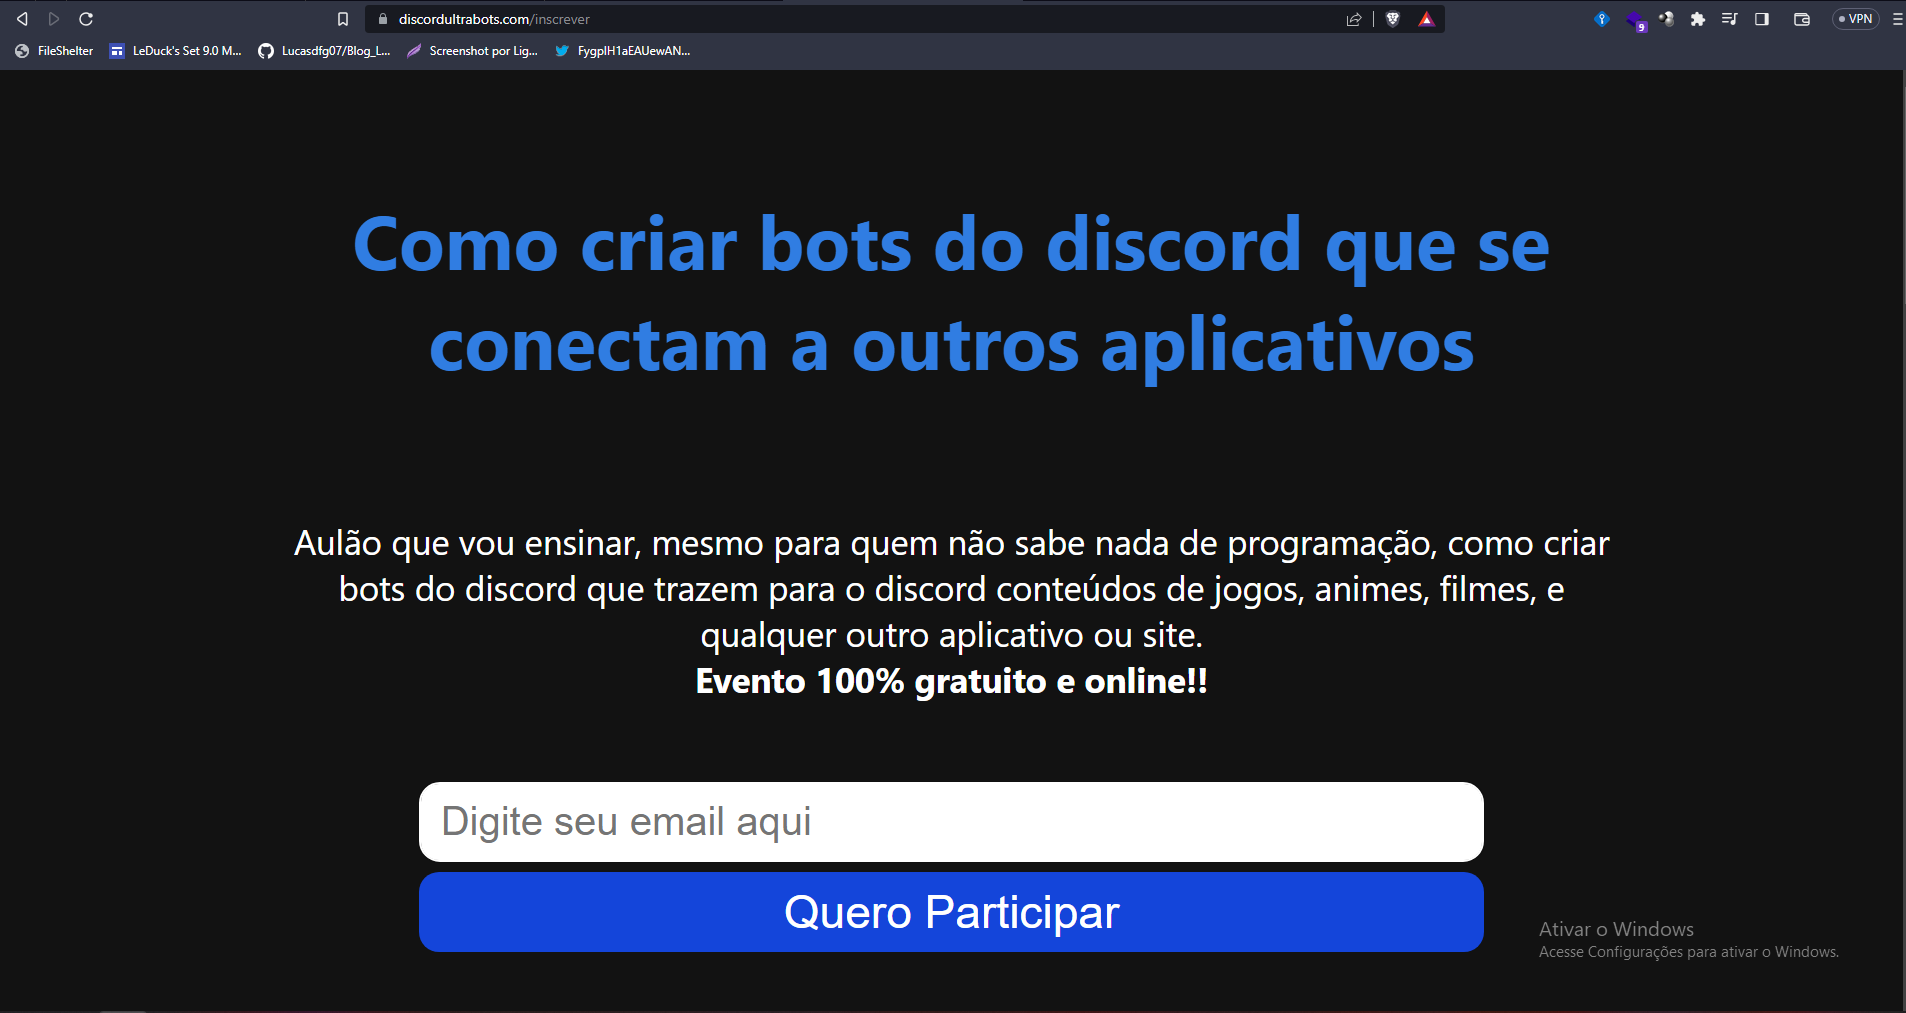 discordultrabots.com/inscrever
VPN
9
FileShelter
LeDuck's Set 9.0 M...
Lucasdfg07/Blog_L...
Screenshot por Lig...
FygplH1aEAUewAN...
Como criar bots do discord que se
conectam a outros aplicativos
Aulão que vou ensinar, mesmo para quem não sabe nada de programação, como criar
bots do discord que trazem para o discord conteúdos de jogos, animes, filmes, e
qualquer outro aplicativo ou site.
Evento 100% gratuito e online!!
Digite seu email aqui
Quero Participar
Ativar o Windows
Acesse Configurações para ativar o Windows.